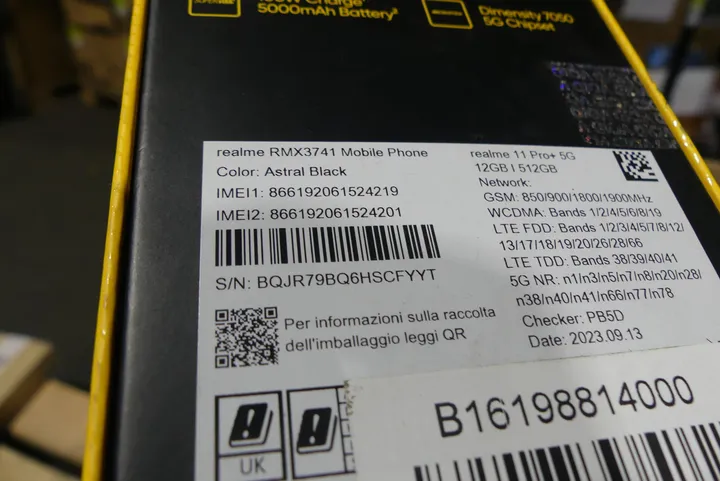 5000mAh Battery
Dimensity 7050
5G Chipset
realme RMX3741 Mobile Phone
Color: Astral Black
IMEI1: 866192061524219
IMEI2: 866192061524201
S/N: BQJR79BQ6HSCFYYT
Per informazioni sulla raccolta
dell'imballaggio leggi QR
UK
realme 11 Pro+ 5G
12GB | 512GB
Network:
GSM: 850/900/1800/1900MHz
WCDMA: Bands 1/2/4/5/6/8/19
LTE FDD: Bands 1/2/3/4/5/7/8/12/
13/17/18/19/20/26/28/66
LTE TDD: Bands 38/39/40/41
5G NR: n1/n3/n5/n7/n8/n20/n28/
n38/n40/n41/n66/n77/n78
Checker: PB5D
Date: 2023.09.13
B16198814000